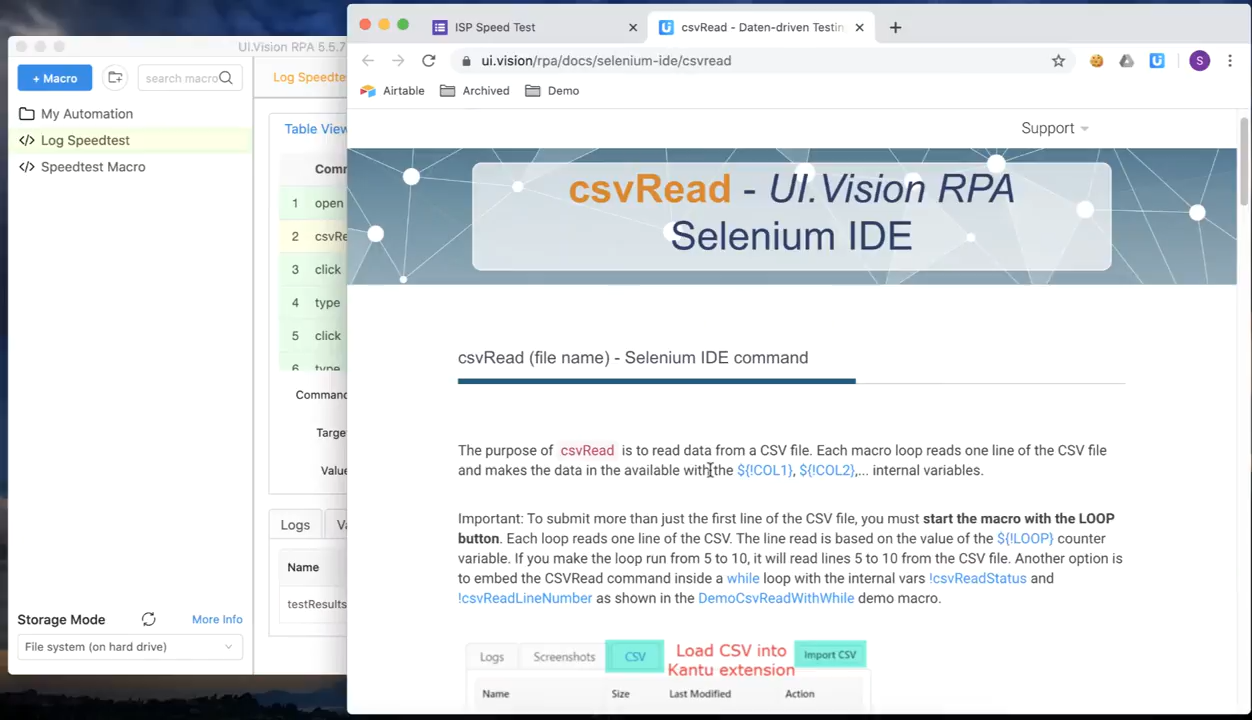 UI.Vision RPA 5.5.7
+ Macro
search macro
My Automation
Log Speedtest
Speedtest Macro
Storage Mode
More Info
File system (on hard drive)
Log Speedte
Table View
Comm
1 open
2 csvRe
3 click
4 type
5 click
6 type
Command
Target
Value
Logs
Va
Name
testResults
ISP Speed Test
csvRead - Daten-driven Testin
ui.vision/rpa/docs/selenium-ide/csvread
S
Airtable
Archived
Demo
Support
csvRead - UI.Vision RPA
Selenium IDE
csvRead (file name) - Selenium IDE command
The purpose of csvRead is to read data from a CSV file. Each macro loop reads one line of the CSV file
and makes the data in the available with the ${!COL1}, ${!COL2},... internal variables.
Important: To submit more than just the first line of the CSV file, you must start the macro with the LOOP
button. Each loop reads one line of the CSV. The line read is based on the value of the ${!LOOP} counter
variable. If you make the loop run from 5 to 10, it will read lines 5 to 10 from the CSV file. Another option is
to embed the CSVRead command inside a while loop with the internal vars !csvReadStatus and
!csvReadLineNumber as shown in the DemoCsvReadWithWhile demo macro.
Logs
Screenshots
CSV
Load CSV into
Kantu extension
Import CSV
Name
Size
Last Modified
Action